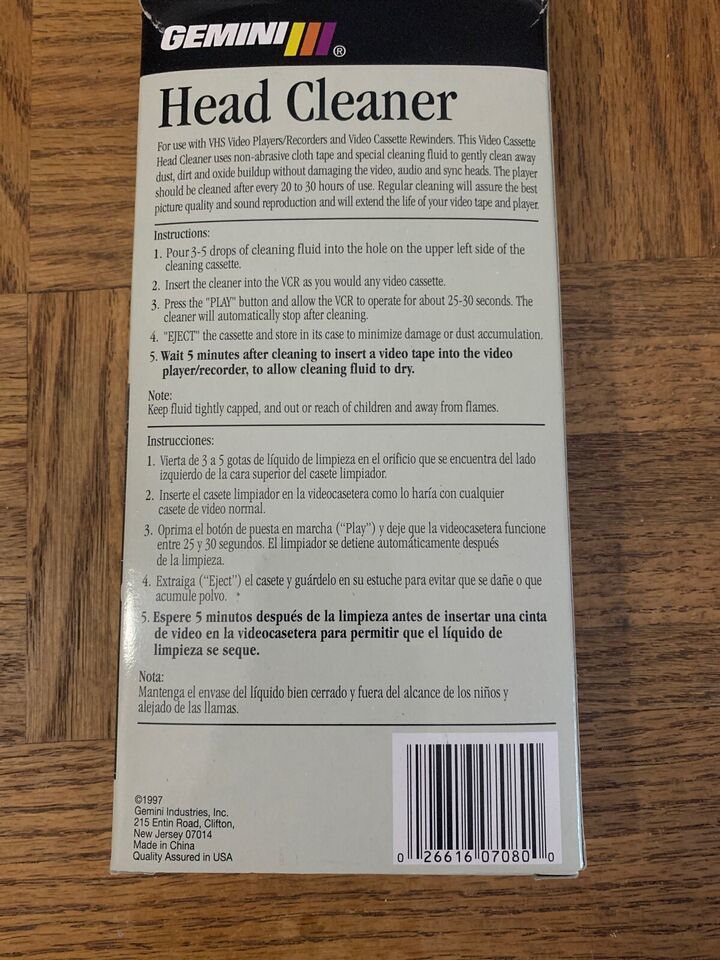 GEMINI ®
Head Cleaner
For use with VHS Video Players/Recorders and Video Cassette Rewinders. This Video Cassette
Head Cleaner uses non-abrasive cloth tape and special cleaning fluid to gently clean away
dust, dirt and oxide buildup without damaging the video, audio and sync heads. The player
should be cleaned after every 20 to 30 hours of use. Regular cleaning will assure the best
picture quality and sound reproduction and will extend the life of your video tape and player.
Instructions:
1. Pour 3-5 drops of cleaning fluid into the hole on the upper left side of the
cleaning cassette.
2. Insert the cleaner into the VCR as you would any video cassette.
3. Press the "PLAY" button and allow the VCR to operate for about 25-30 seconds. The
cleaner will automatically stop after cleaning.
4. "EJECT" the cassette and store in its case to minimize damage or dust accumulation.
5. Wait 5 minutes after cleaning to insert a video tape into the video
player/recorder, to allow cleaning fluid to dry.
Note:
Keep fluid tightly capped, and out or reach of children and away from flames.
Instrucciones:
1. Vierta de 3 a 5 gotas de líquido de limpieza en el orificio que se encuentra del lado
izquierdo de la cara superior del casete limpiador.
2. Inserte el casete limpiador en la videocasetera como lo haría con cualquier
casete de video normal.
3. Oprima el botón de puesta en marcha ("Play") y deje que la videocasetera funcione
entre 25 y 30 segundos. El limpiador se detiene automáticamente después
de la limpieza.
4. Extraiga ("Eject") el casete y guárdelo en su estuche para evitar que se dañe o que
acumule polvo.
5. Espere 5 minutos después de la limpieza antes de insertar una cinta
de video en la videocasetera para permitir que el líquido de
limpieza se seque.
Nota:
Mantenga el envase del líquido bien cerrado y fuera del alcance de los niños y
alejado de las llamas.
©1997
Gemini Industries, Inc.
215 Entin Road, Clifton,
New Jersey 07014
Made in China
Quality Assured in USA
0 26616 07080 0